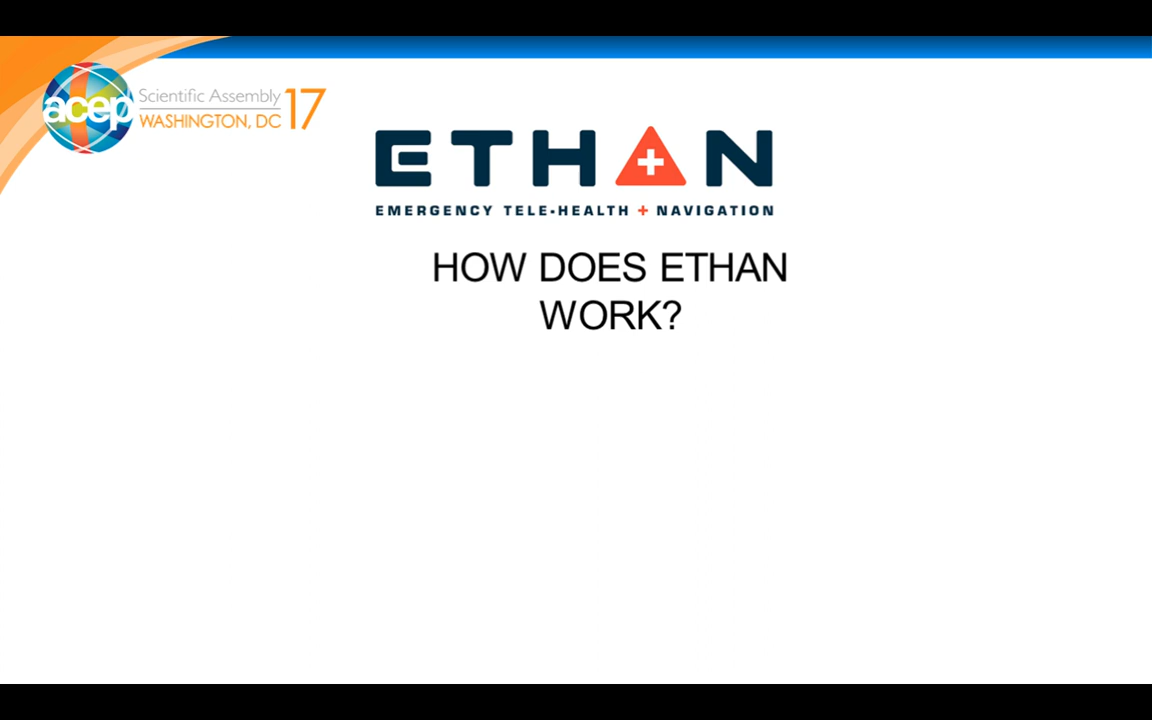 acep
Scientific Assembly
WASHINGTON, DC 17
ETHAN
EMERGENCY TELE-HEALTH + NAVIGATION
HOW DOES ETHAN
WORK?